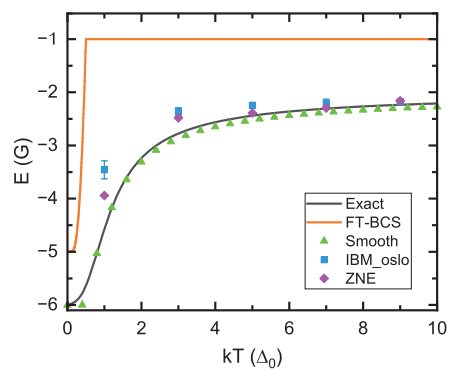 −1
−2
−3
−4
−5
−6
E (G)
Exact
FT-BCS
Smooth
IBM_oslo
ZNE
0 2 4 6 8 10
kT (Δ₀)